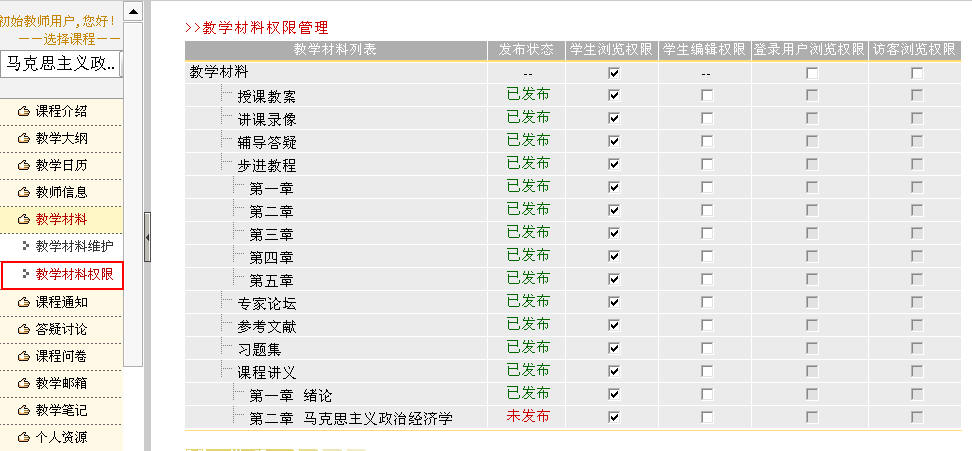 初始教师用户,您好!
一一选择课程一一
马克思主义政..
课程介绍
教学大纲
教学日历
教师信息
教学材料
教学材料维护
教学材料权限
课程通知
答疑讨论
课程问卷
教学邮箱
教学笔记
个人资源
>>教学材料权限管理
教学材料列表 发布状态 学生浏览权限 学生编辑权限 登录用户浏览权限 访客浏览权限
教学材料 -- --
授课教案 已发布
讲课录像 已发布
辅导答疑 已发布
步进教程 已发布
第一章 已发布
第二章 已发布
第三章 已发布
第四章 已发布
第五章 已发布
专家论坛 已发布
参考文献 已发布
习题集 已发布
课程讲义 已发布
第一章 绪论 已发布
第二章 马克思主义政治经济学 未发布